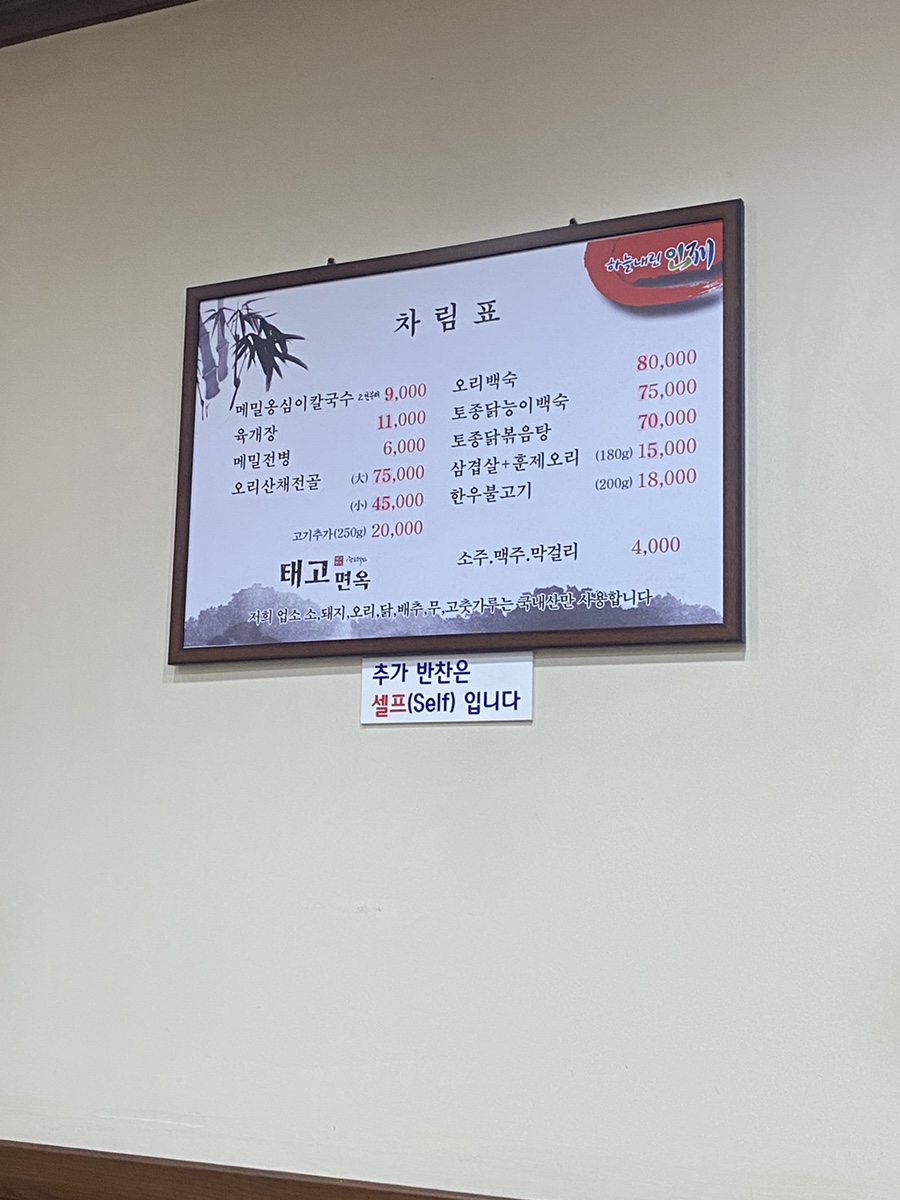 하늘내린 인제
차림표
메밀옹심이칼국수 2인부터 9,000
육개장 11,000
메밀전병 6,000
오리산채전골 (大) 75,000
(小) 45,000
고기추가(250g) 20,000
오리백숙 80,000
토종닭능이백숙 75,000
토종닭볶음탕 70,000
삼겹살+훈제오리 (180g) 15,000
한우불고기 (200g) 18,000
소주.맥주.막걸리 4,000
태고면옥
저희 업소 소,돼지,오리,닭,배추,무,고춧가루는 국내산만 사용합니다
추가 반찬은
셀프(Self) 입니다